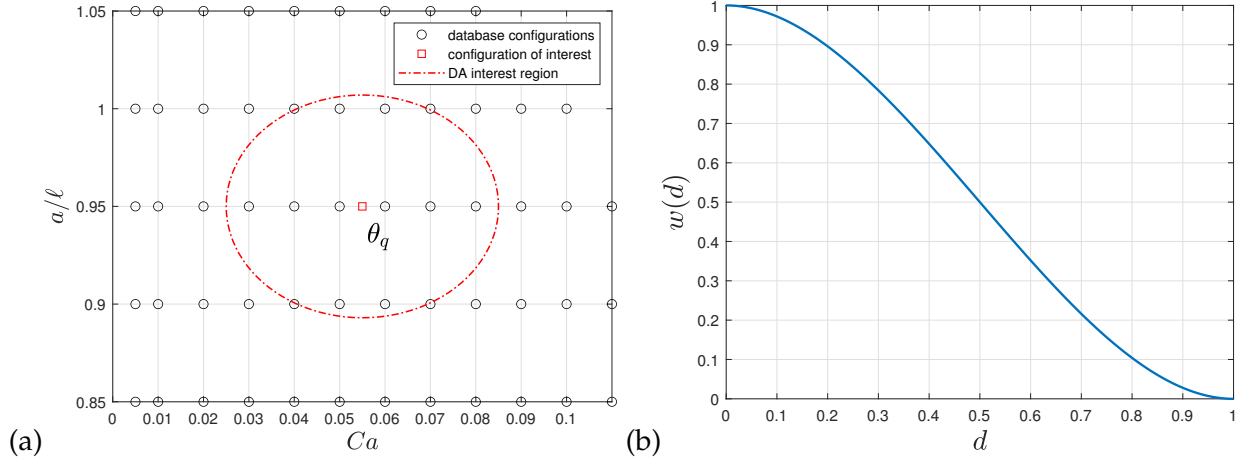 1.05
1
0.95
0.9
0.85
a/ℓ
database configurations
configuration of interest
DA interest region
θ_q
0 0.01 0.02 0.03 0.04 0.05 0.06 0.07 0.08 0.09 0.1
Ca
(a)
1
0.9
0.8
0.7
0.6
0.5
0.4
0.3
0.2
0.1
0
w(d)
0 0.1 0.2 0.3 0.4 0.5 0.6 0.7 0.8 0.9 1
d
(b)